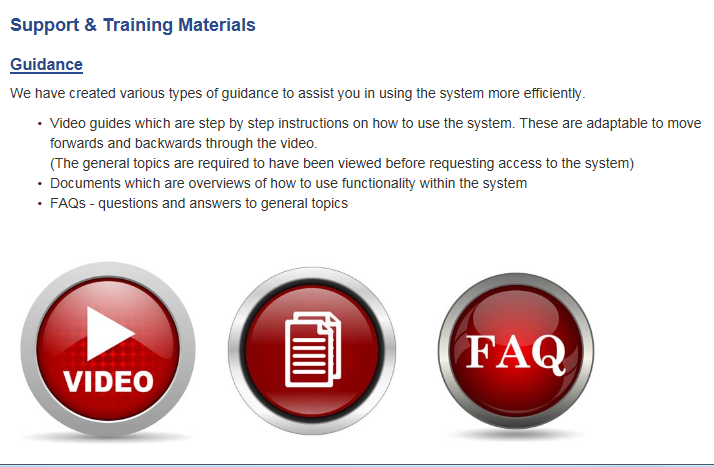 Support & Training Materials
Guidance
We have created various types of guidance to assist you in using the system more efficiently.
• Video guides which are step by step instructions on how to use the system. These are adaptable to move
forwards and backwards through the video.
(The general topics are required to have been viewed before requesting access to the system)
• Documents which are overviews of how to use functionality within the system
• FAQs - questions and answers to general topics
VIDEO
FAQ